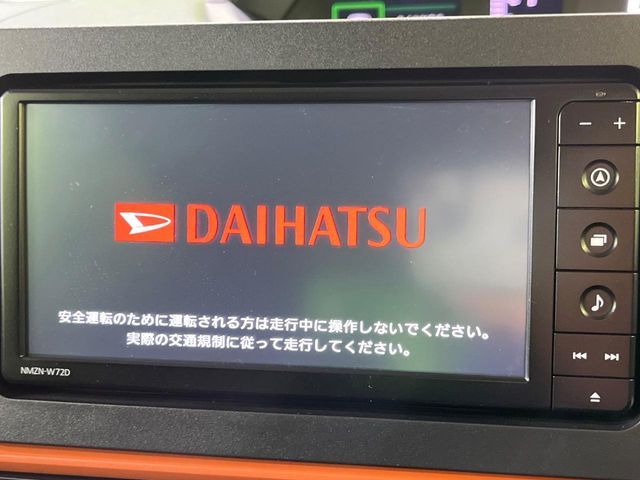 DAIHATSU
安全運転のために運転される方は走行中に操作しないでください。
実際の交通規制に従って走行してください。
NMZN-W72D